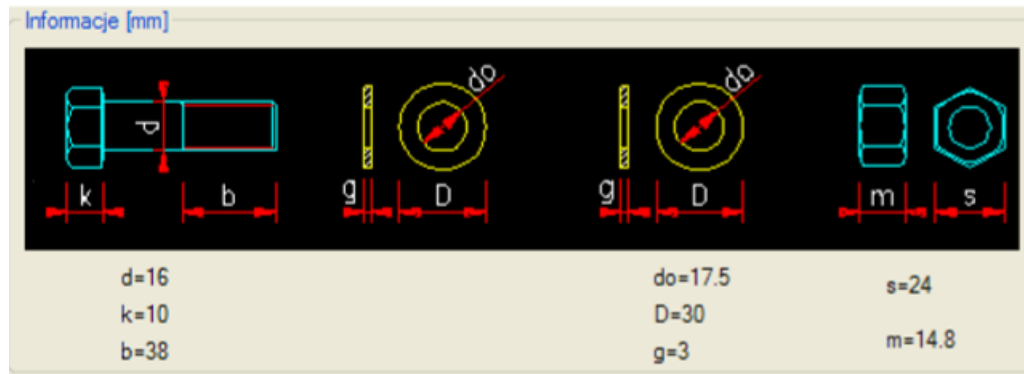 Informacje [mm]
d
k
b
do
g
D
do
g
D
m
s
d=16
k=10
b=38
do=17.5
D=30
g=3
s=24
m=14.8